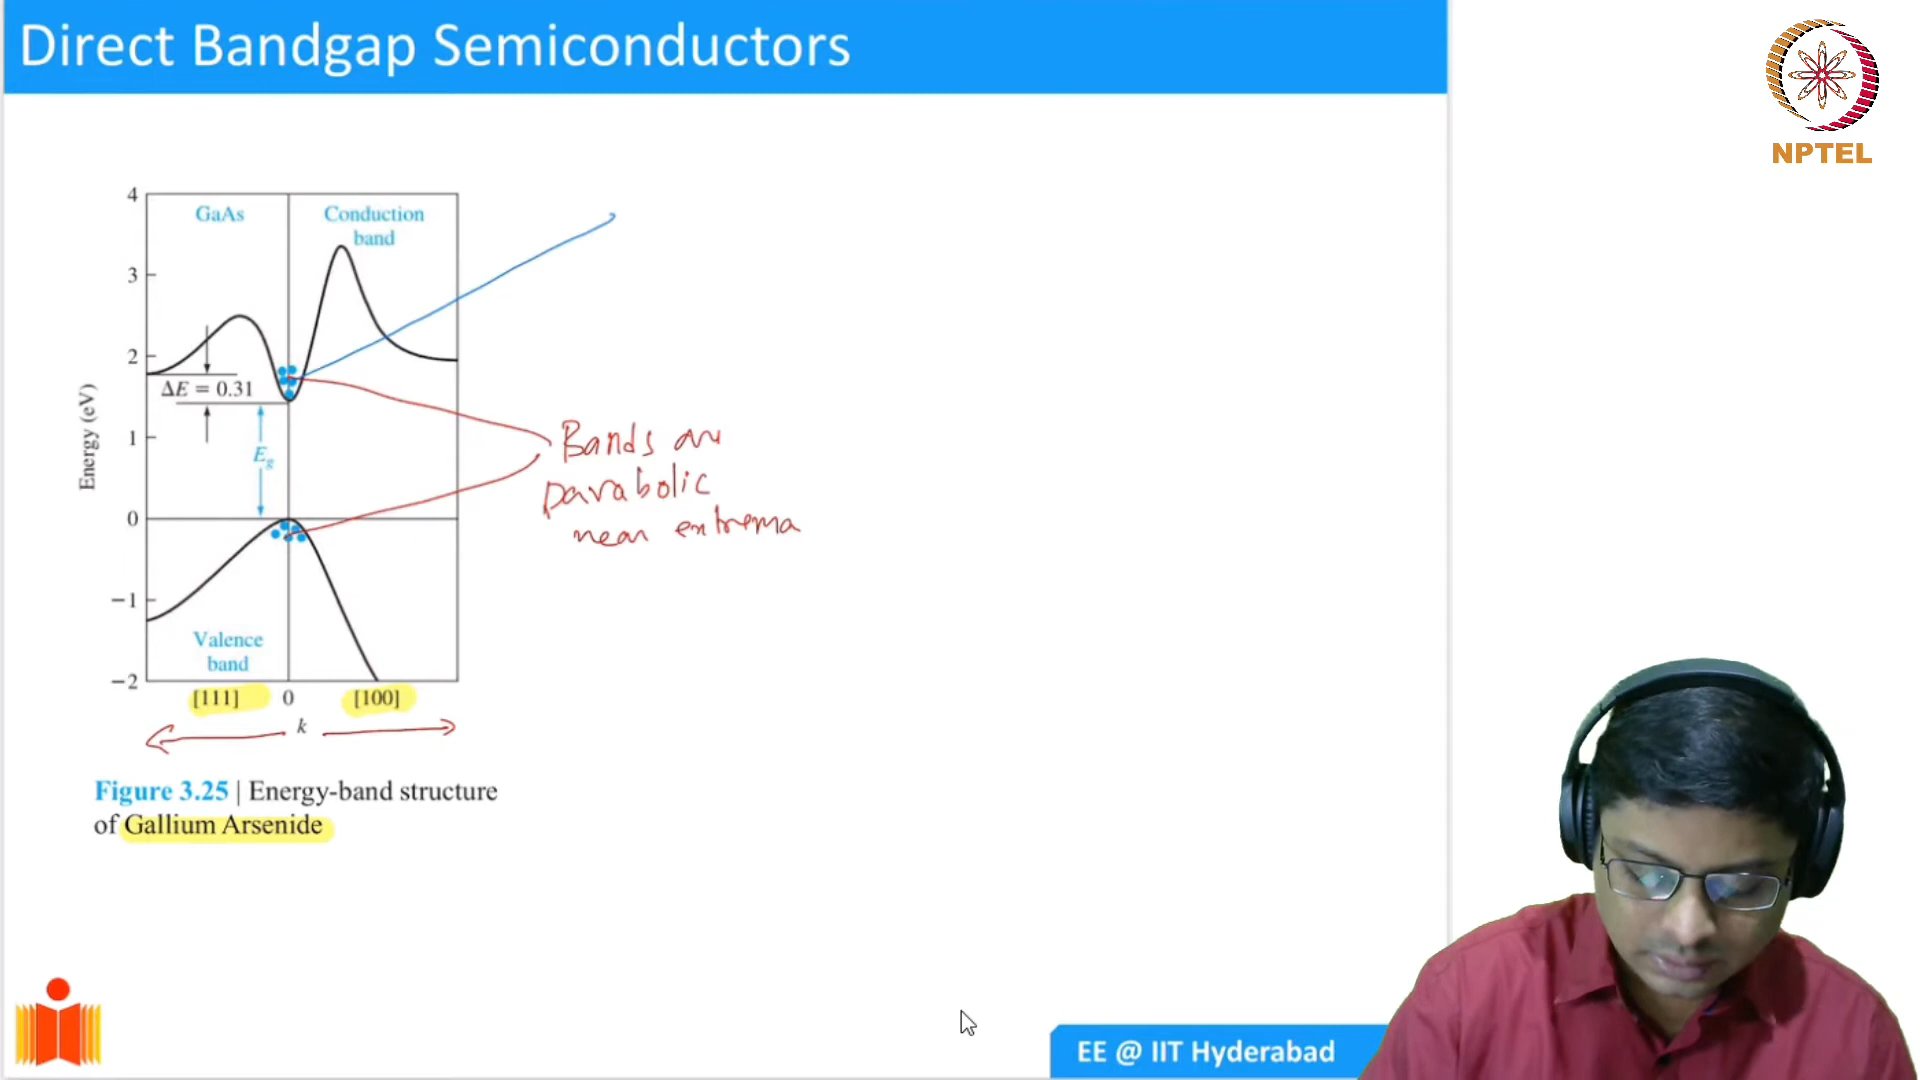 Direct Bandgap Semiconductors
NPTEL
4
3
2
1
0
−1
−2
Energy (eV)
GaAs
Conduction
band
ΔE = 0.31
Eg
Valence
band
[111] 0 [100]
k
Bands are
parabolic
near extrema
Figure 3.25 | Energy-band structure
of Gallium Arsenide
EE @ IIT Hyderabad